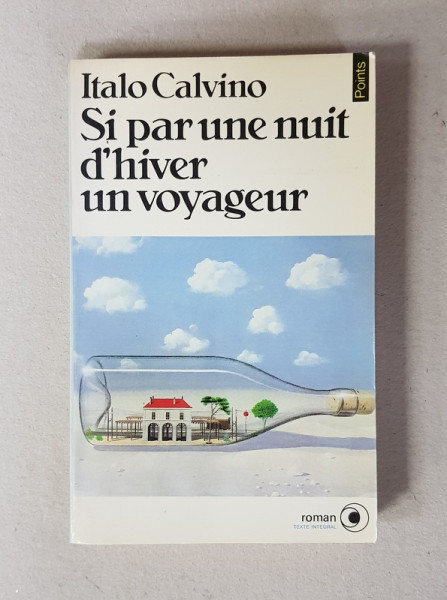 Italo Calvino
Points
Si par une nuit
d'hiver
un voyageur
roman
TEXTE INTÉGRAL